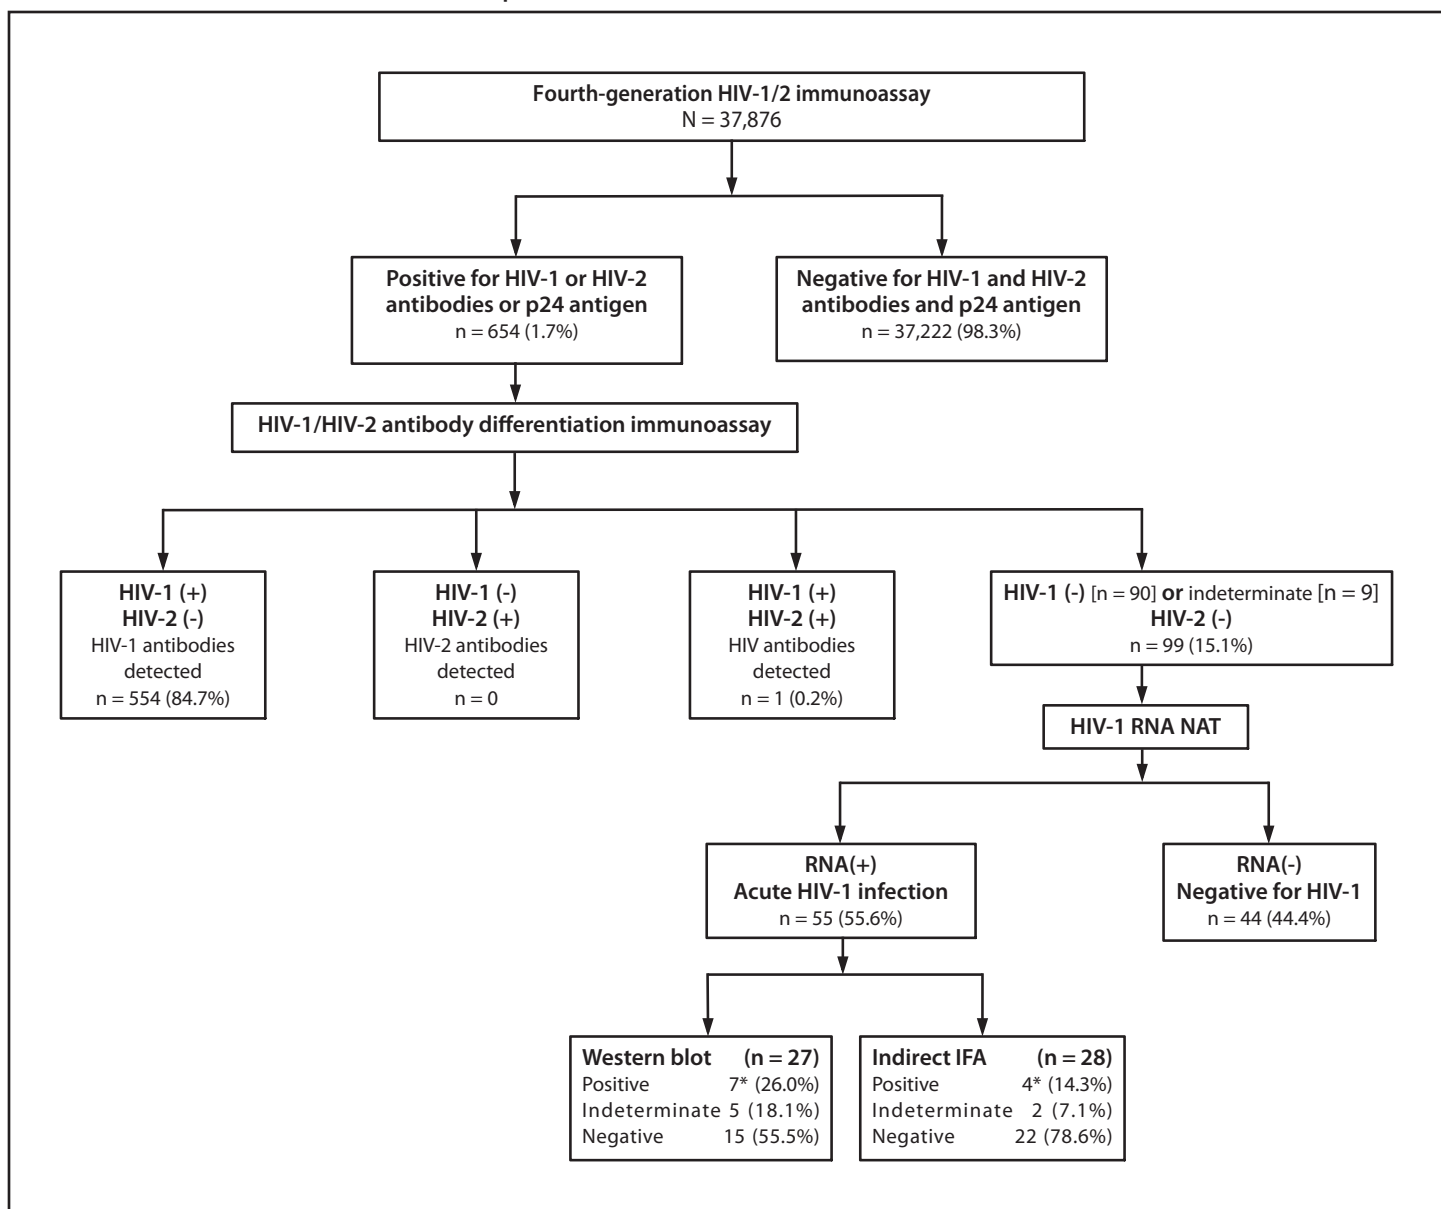 Fourth-generation HIV-1/2 immunoassay
N = 37,876
Positive for HIV-1 or HIV-2
antibodies or p24 antigen
n = 654 (1.7%)
Negative for HIV-1 and HIV-2
antibodies and p24 antigen
n = 37,222 (98.3%)
HIV-1/HIV-2 antibody differentiation immunoassay
HIV-1 (+)
HIV-2 (-)
HIV-1 antibodies
detected
n = 554 (84.7%)
HIV-1 (-)
HIV-2 (+)
HIV-2 antibodies
detected
n = 0
HIV-1 (+)
HIV-2 (+)
HIV antibodies
detected
n = 1 (0.2%)
HIV-1 (-) [n = 90] or indeterminate [n = 9]
HIV-2 (-)
n = 99 (15.1%)
HIV-1 RNA NAT
RNA(+)
Acute HIV-1 infection
n = 55 (55.6%)
RNA(-)
Negative for HIV-1
n = 44 (44.4%)
Western blot (n = 27)
Positive 7* (26.0%)
Indeterminate 5 (18.1%)
Negative 15 (55.5%)
Indirect IFA (n = 28)
Positive 4* (14.3%)
Indeterminate 2 (7.1%)
Negative 22 (78.6%)